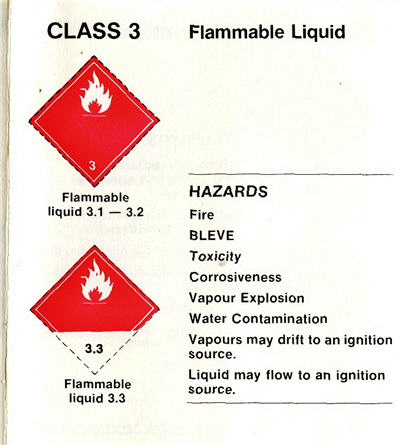 CLASS 3
Flammable Liquid
3
Flammable
liquid 3.1 — 3.2
3.3
Flammable
liquid 3.3
HAZARDS
Fire
BLEVE
Toxicity
Corrosiveness
Vapour Explosion
Water Contamination
Vapours may drift to an ignition
source.
Liquid may flow to an ignition
source.